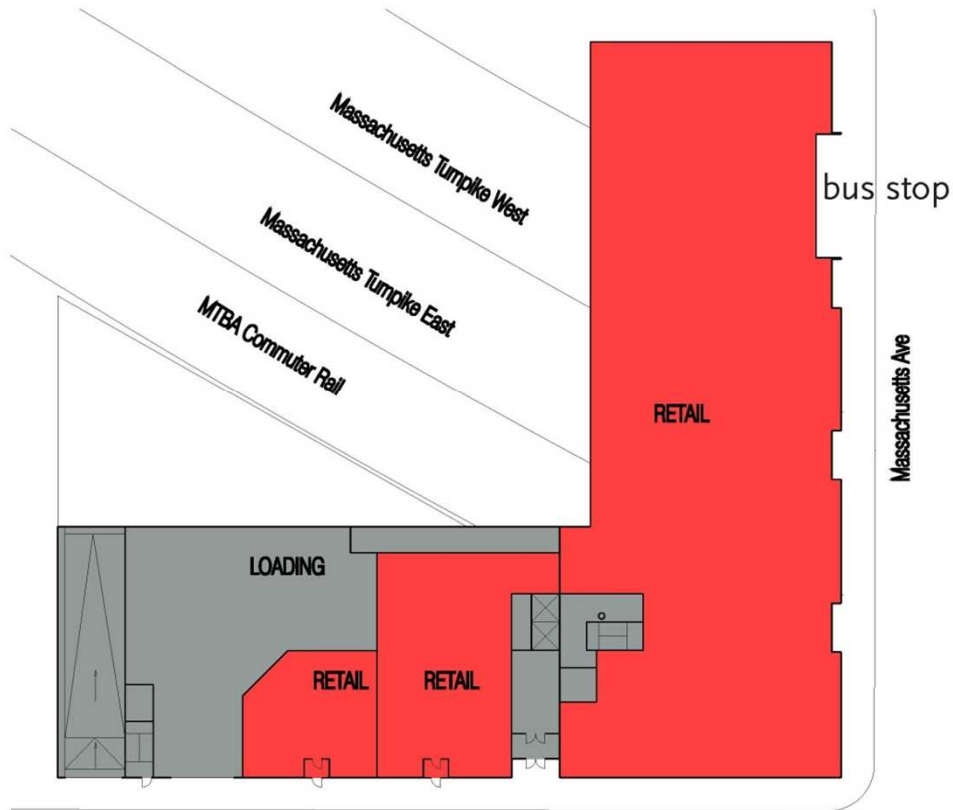 Massachusetts Turnpike West
bus stop
Massachusetts Turnpike East
MTBA Commuter Rail
Massachusetts Ave
RETAIL
LOADING
RETAIL
RETAIL